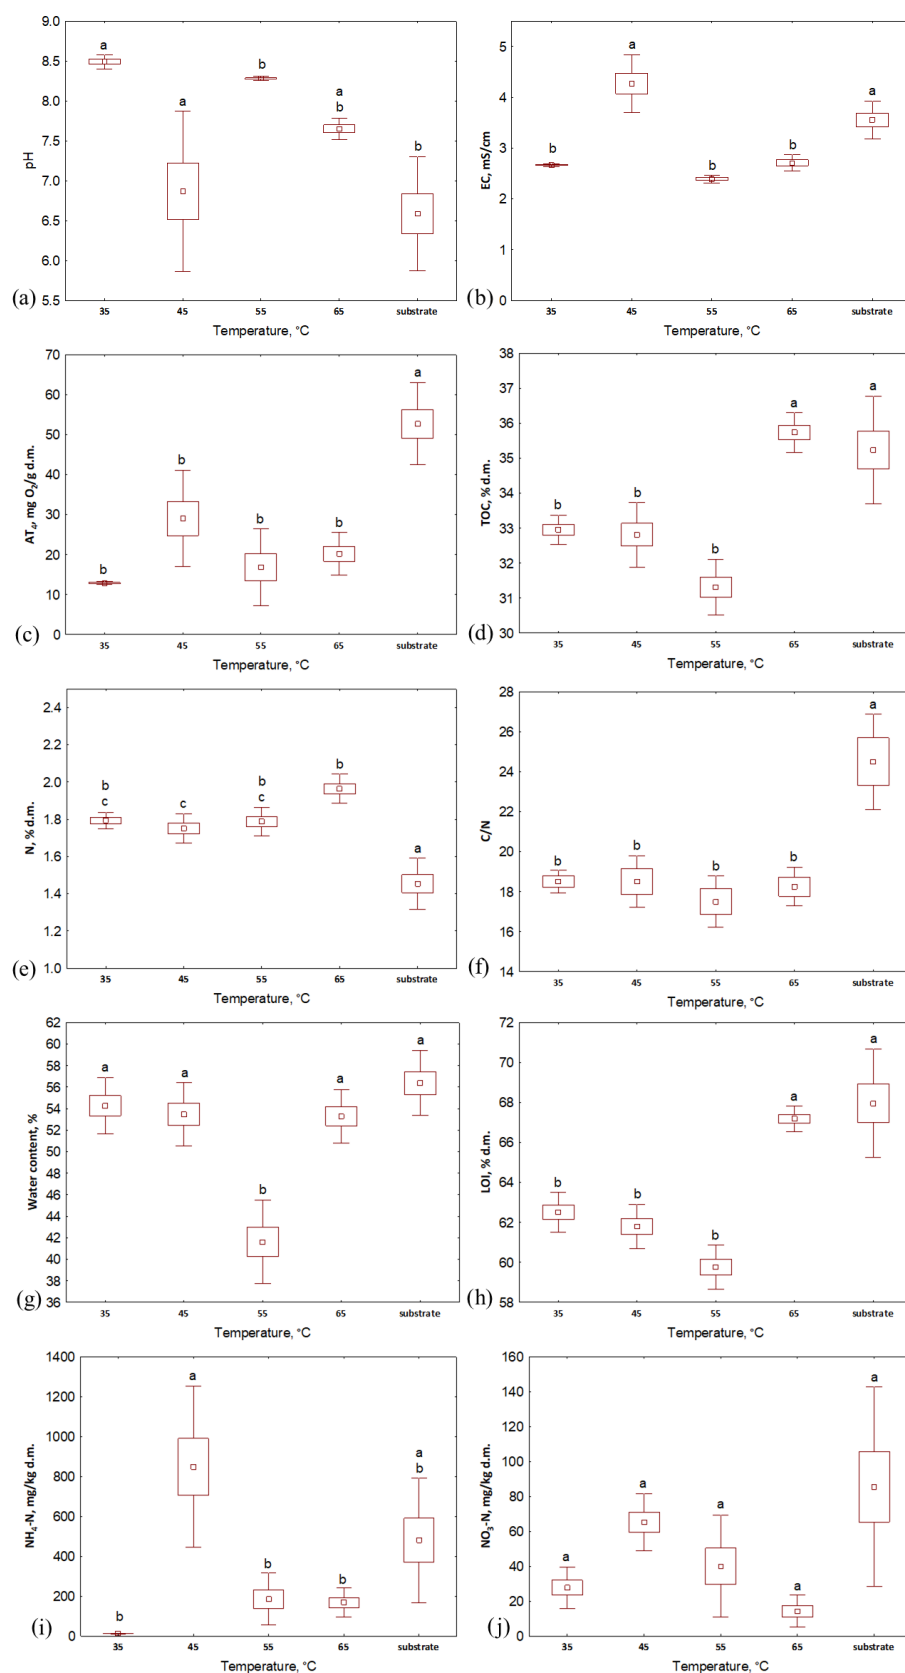 9.0
8.5
8.0
7.5
7.0
6.5
6.0
5.5
pH
a
a
b
a
b
b
35
45
55
65
substrate
Temperature, °C
(a)
5
4
3
2
1
0
EC, mS/cm
b
a
b
b
a
35
45
55
65
substrate
Temperature, °C
(b)
70
60
50
40
30
20
10
0
AT₄, mg O₂/g d.m.
b
b
b
b
a
35
45
55
65
substrate
Temperature, °C
(c)
38
37
36
35
34
33
32
31
30
TOC, % d.m.
b
b
b
a
a
35
45
55
65
substrate
Temperature, °C
(d)
2.4
2.2
2.0
1.8
1.6
1.4
1.2
1.0
N, % d.m.
b
c
c
b
c
b
a
35
45
55
65
substrate
Temperature, °C
(e)
28
26
24
22
20
18
16
14
C/N
b
b
b
b
a
35
45
55
65
substrate
Temperature, °C
(f)
62
60
58
56
54
52
50
48
46
44
42
40
38
36
Water content, %
a
a
b
a
a
35
45
55
65
substrate
Temperature, °C
(g)
72
70
68
66
64
62
60
58
LOI, % d.m.
b
b
b
a
a
35
45
55
65
substrate
Temperature, °C
(h)
1400
1200
1000
800
600
400
200
0
NH₄-N, mg/kg d.m.
b
a
b
b
a
b
35
45
55
65
substrate
Temperature, °C
(i)
160
140
120
100
80
60
40
20
0
NO₃-N, mg/kg d.m.
a
a
a
a
a
35
45
55
65
substrate
Temperature, °C
(j)